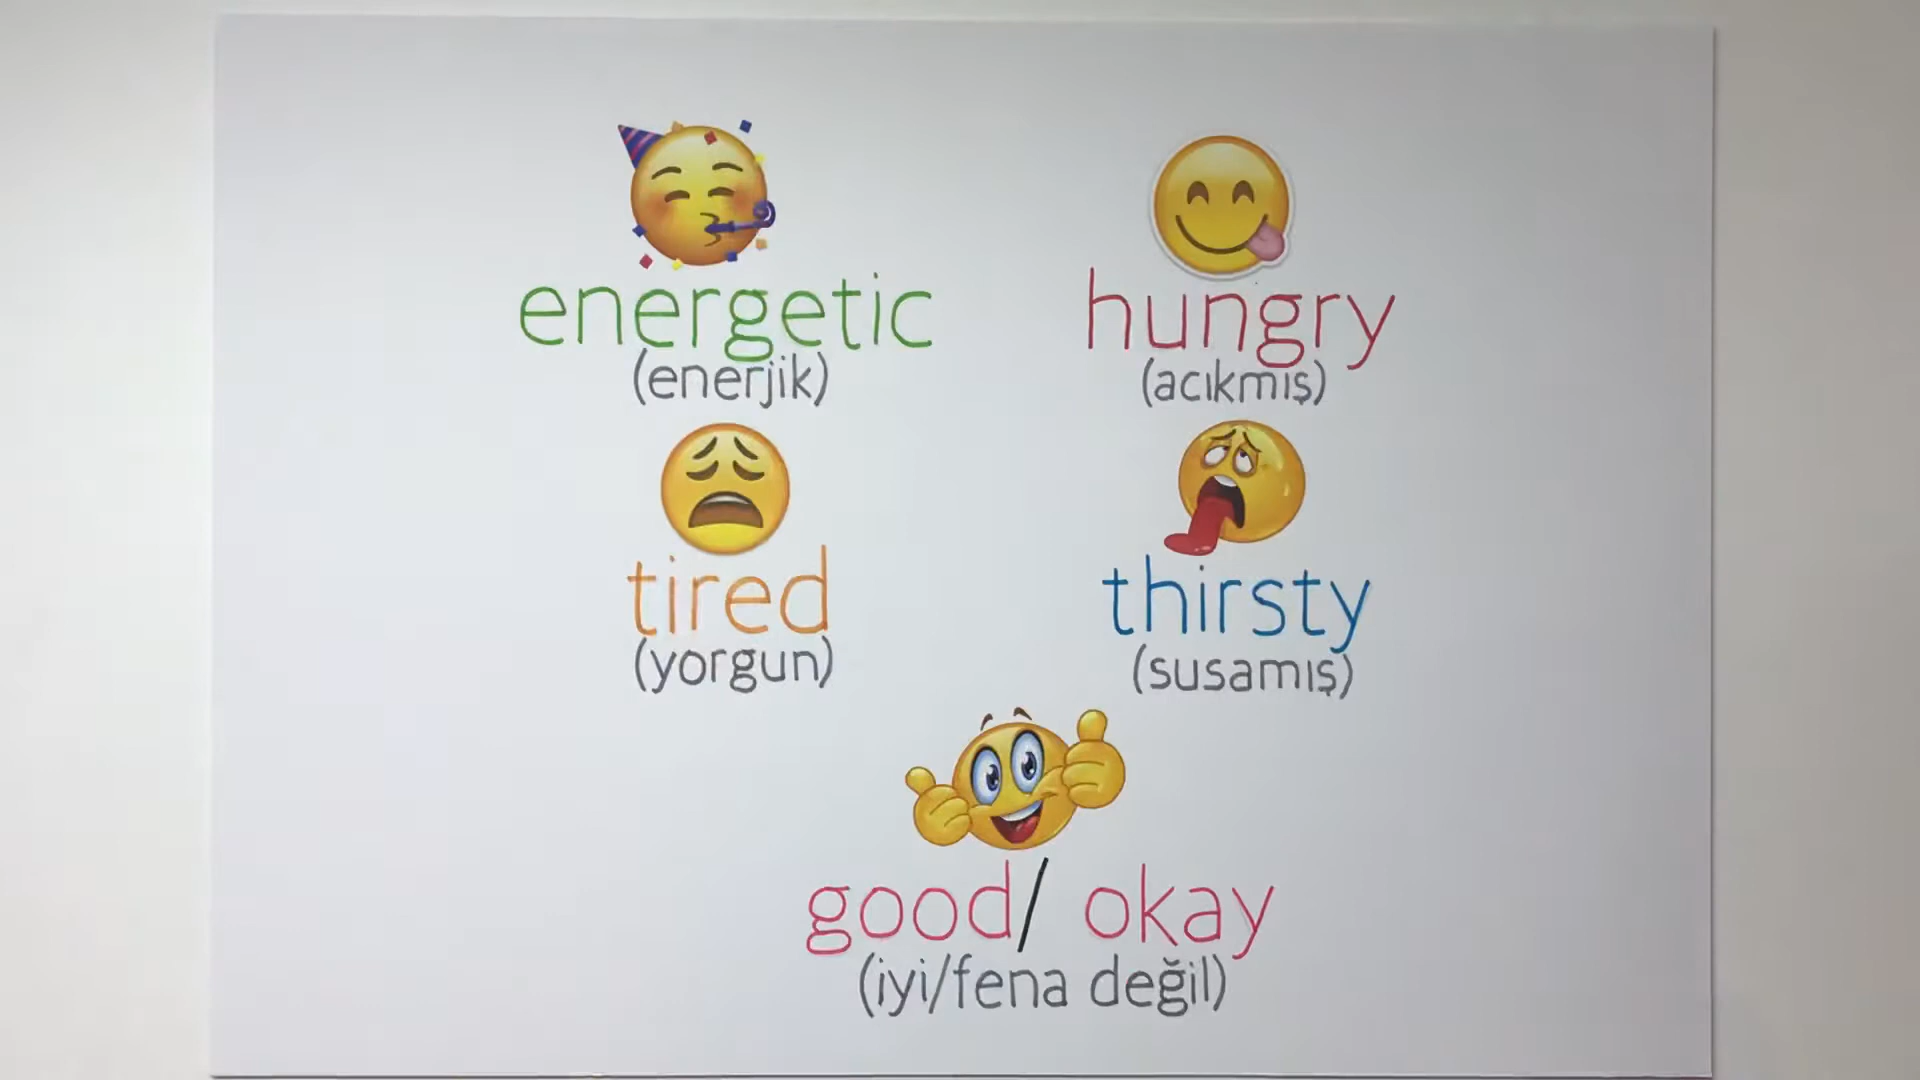 energetic
(enerjik)
hungry
(acıkmış)
tired
(yorgun)
thirsty
(susamış)
good/ okay
(iyi/fena değil)